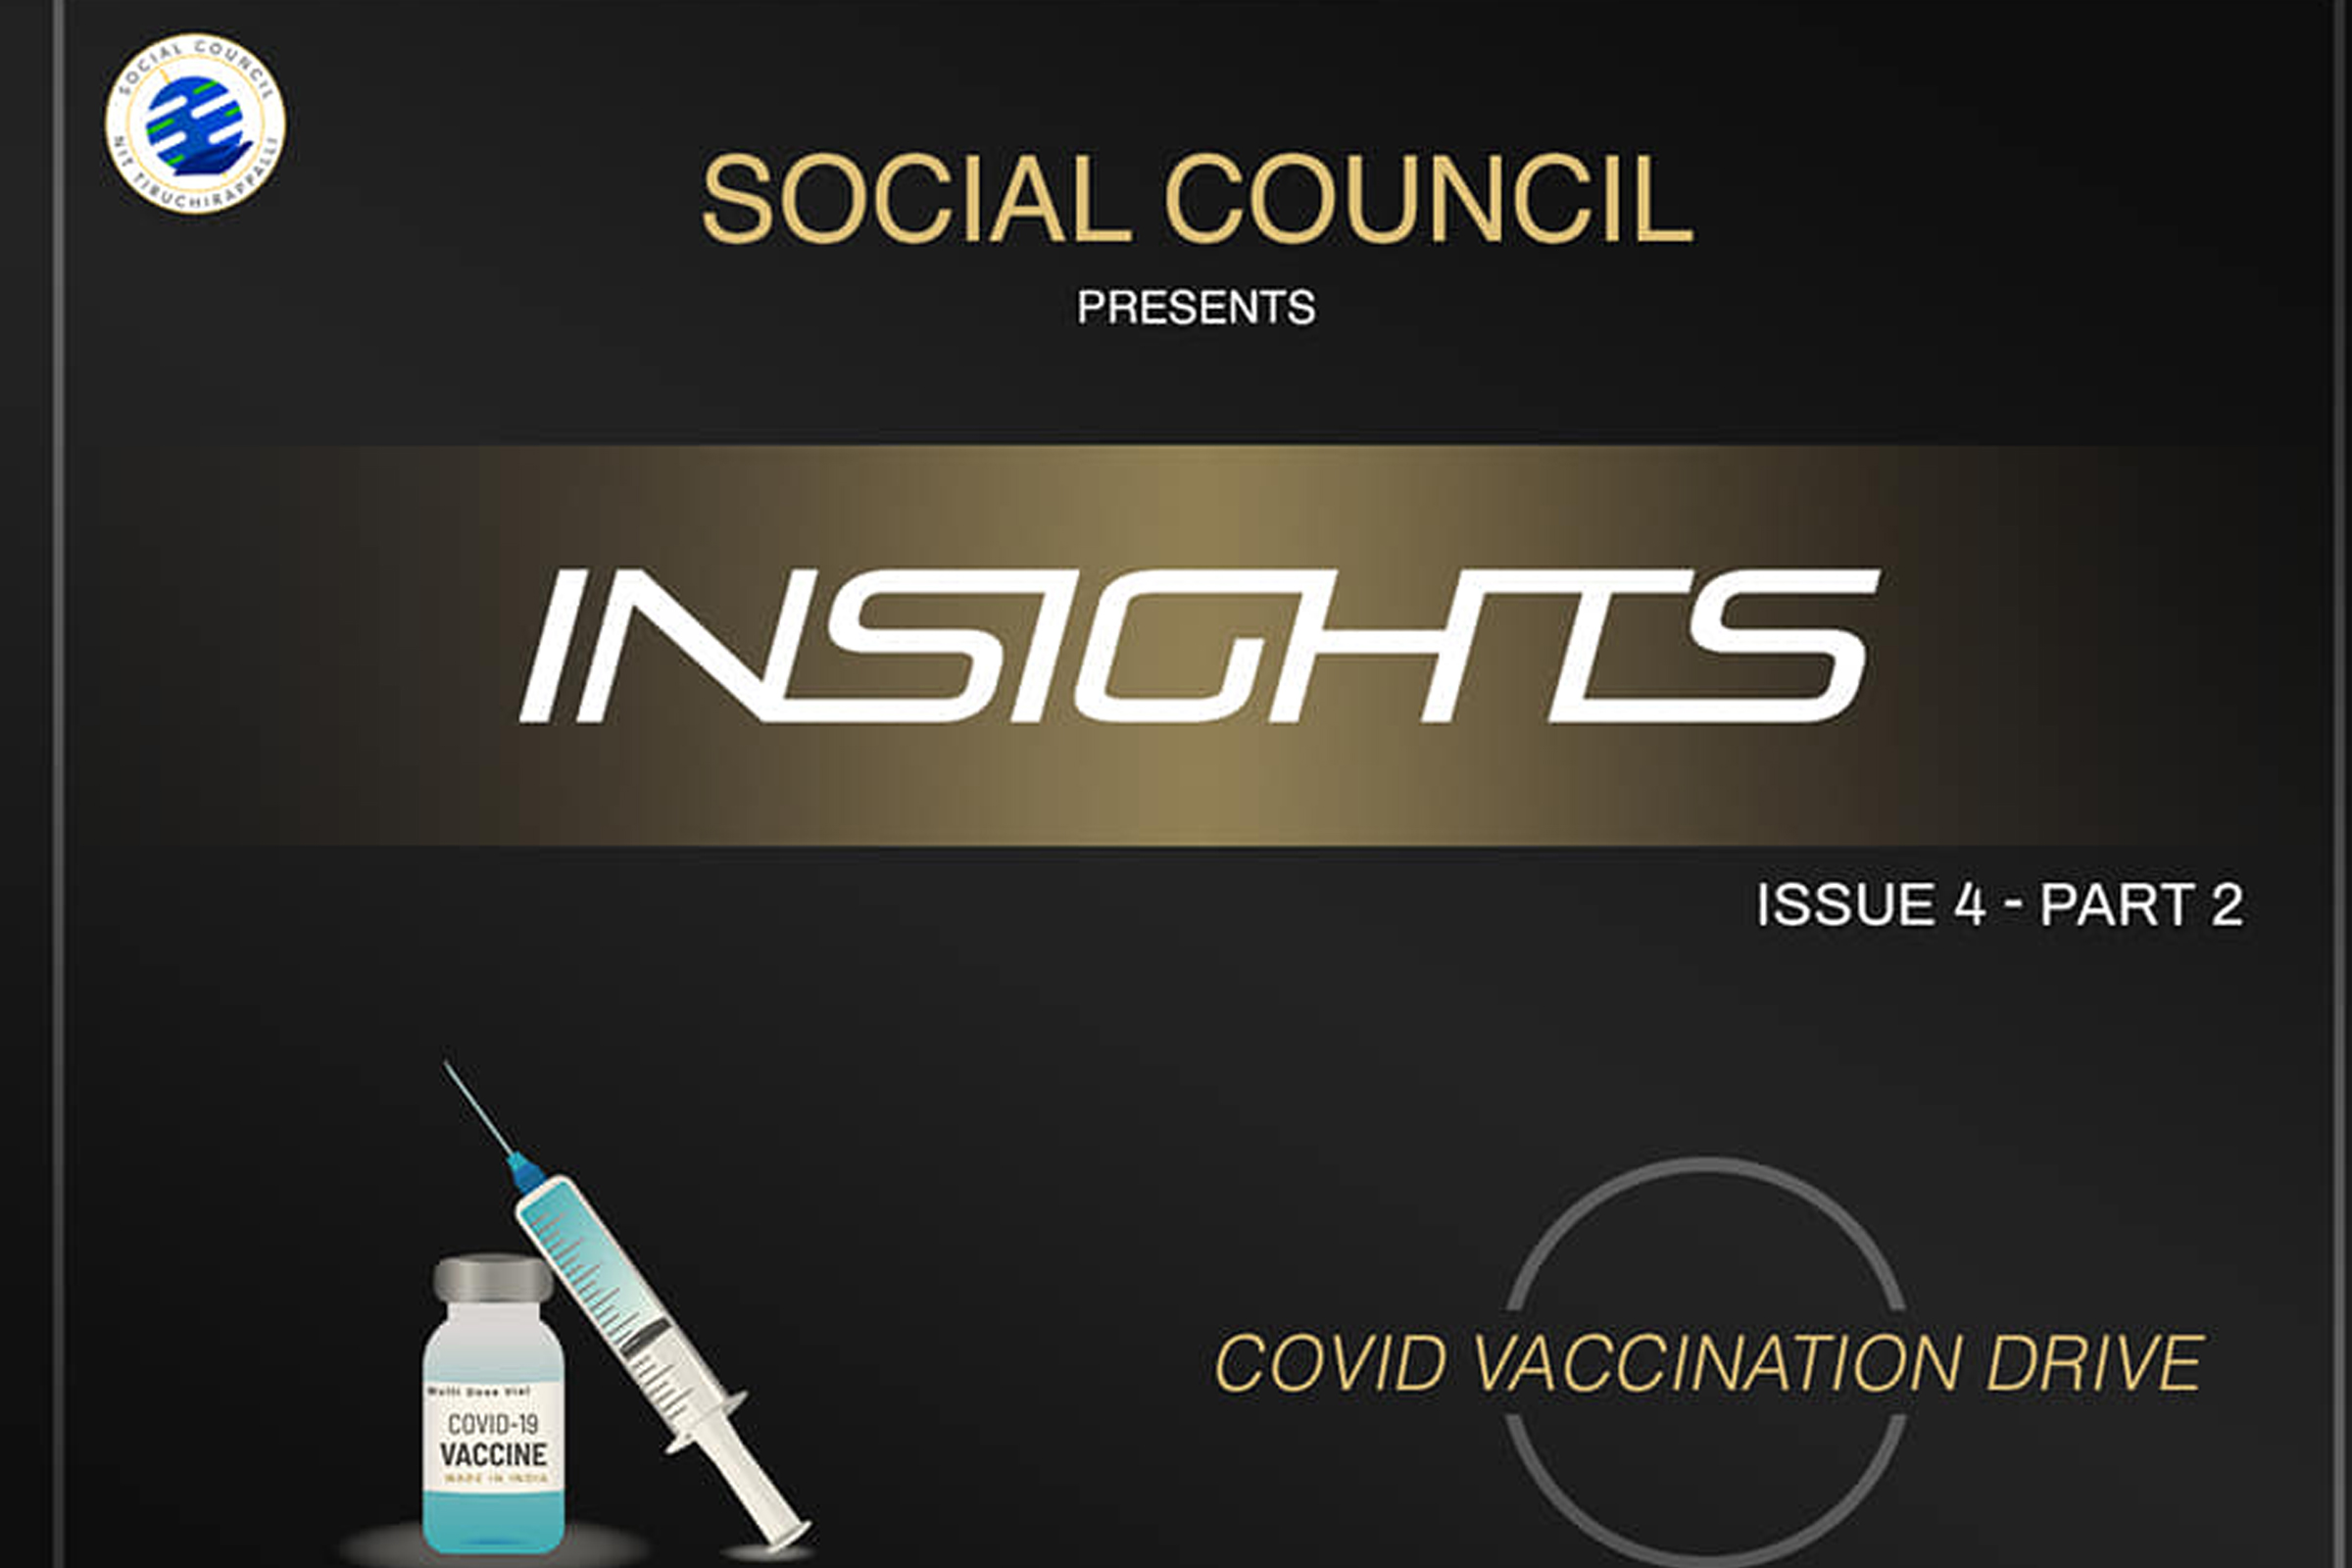 SOCIAL COUNCIL
NIT TIRUCHIRAPPALLI
SOCIAL COUNCIL
PRESENTS
INSIGHTS
ISSUE 4 - PART 2
COVID VACCINATION DRIVE
Multi Dose Vial
COVID-19
VACCINE
MADE IN INDIA